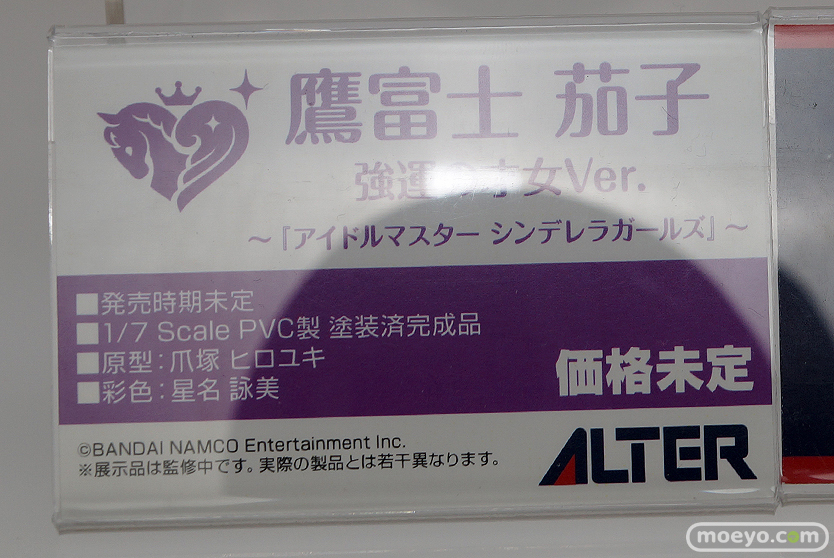 鷹富士 茄子
強運の才女Ver.
～『アイドルマスター シンデレラガールズ』～
■発売時期未定
■1/7 Scale PVC製 塗装済完成品
■原型：爪塚 ヒロユキ
■彩色：星名 詠美
価格未定
©BANDAI NAMCO Entertainment Inc.
※展示品は監修中です。実際の製品とは若干異なります。
ALTER
moeyo.com